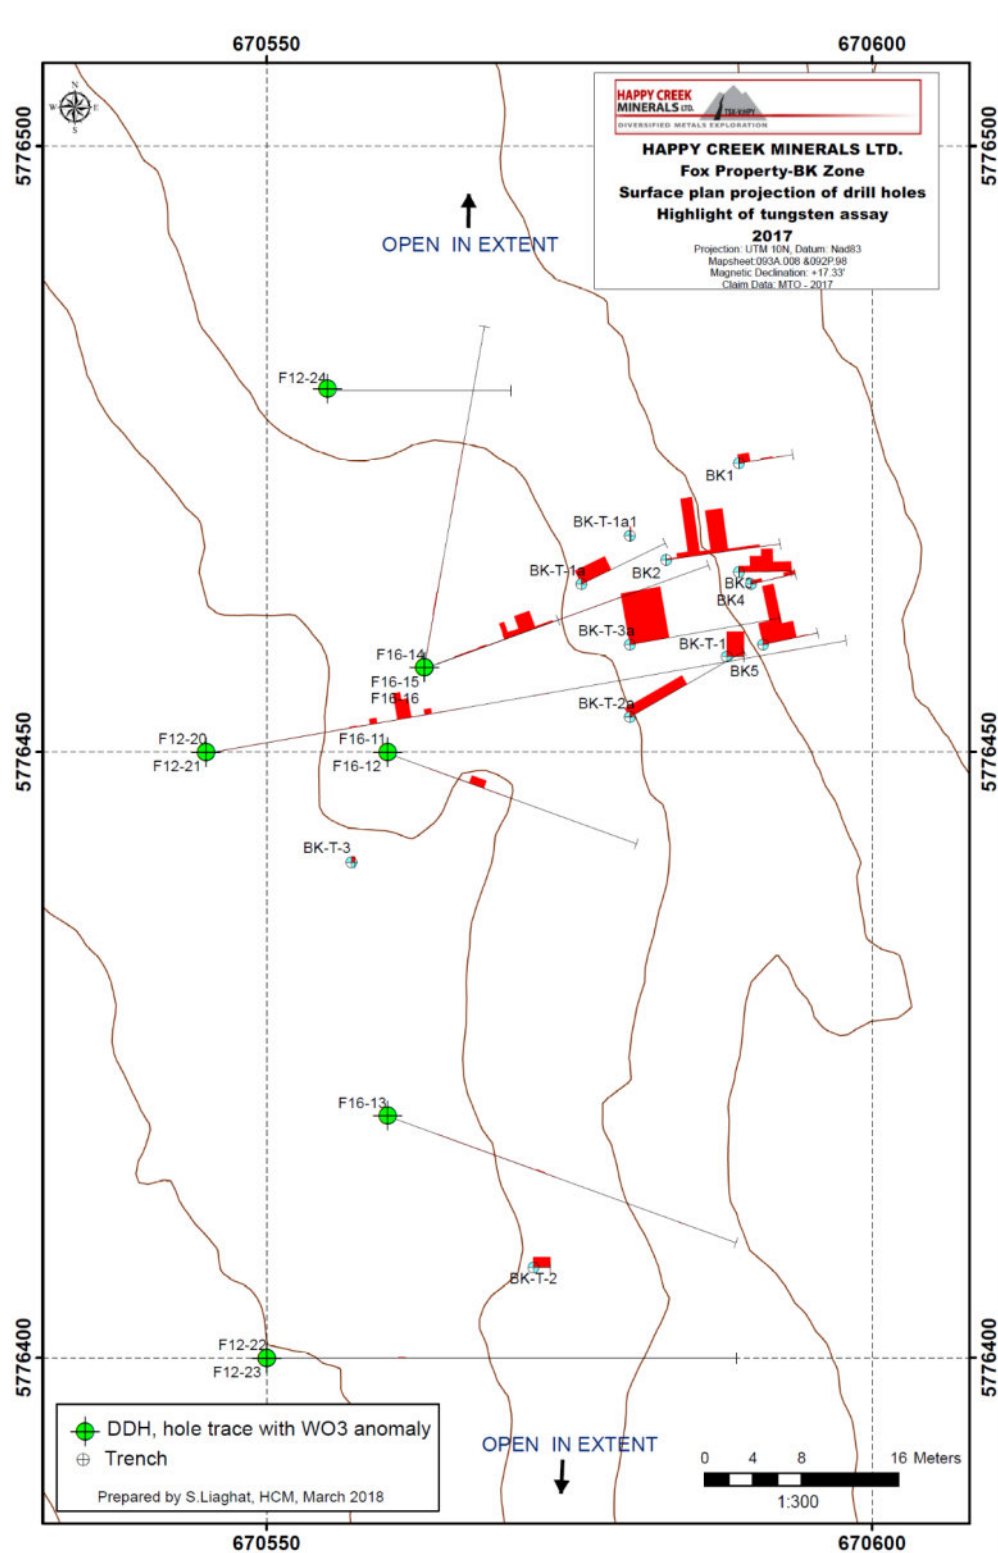 670550
670600
N
W
E
S
5776500
5776500
HAPPY CREEK
MINERALS LTD.
TSX-V:HPY
DIVERSIFIED METALS EXPLORATION
HAPPY CREEK MINERALS LTD.
Fox Property-BK Zone
Surface plan projection of drill holes
Highlight of tungsten assay
2017
Projection: UTM 10N, Datum: Nad83
Mapsheet:093A.008 &092P.98
Magnetic Declination: +17.33'
Claim Data: MTO - 2017
OPEN IN EXTENT
F12-24
BK1
BK-T-1a1
BK-T-1a
BK2
BK3
BK4
BK-T-3a
BK-T-1
BK5
F16-14
F16-15
F16-16
BK-T-2a
F12-20
F12-21
F16-11
F16-12
5776450
5776450
BK-T-3
F16-13
BK-T-2
F12-22
F12-23
5776400
5776400
DDH, hole trace with WO3 anomaly
Trench
Prepared by S.Liaghat, HCM, March 2018
OPEN IN EXTENT
0 4 8 16 Meters
1:300
670550
670600